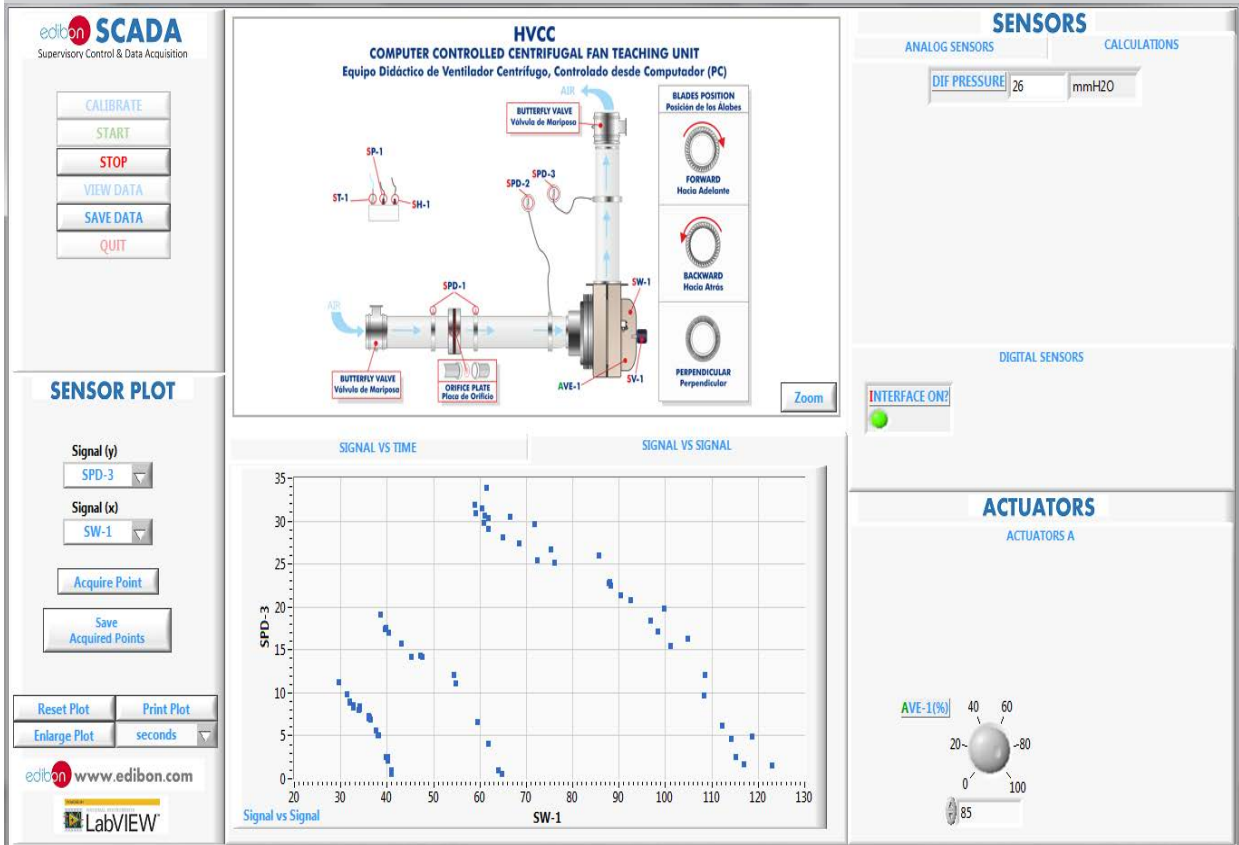 edibon SCADA
Supervisory Control & Data Acquisition
CALIBRATE
START
STOP
VIEW DATA
SAVE DATA
QUIT
SENSOR PLOT
Signal (y)
SPD-3
Signal (x)
SW-1
Acquire Point
Save
Acquired Points
Reset Plot
Print Plot
Enlarge Plot
seconds
edibon www.edibon.com
LabVIEW
HVCC
COMPUTER CONTROLLED CENTRIFUGAL FAN TEACHING UNIT
Equipo Didáctico de Ventilador Centrífugo, Controlado desde Computador (PC)
AIR
BUTTERFLY VALVE
Válvula de Mariposa
SP-1
ST-1
SH-1
SPD-2
SPD-3
SPD-1
SW-1
AIR
BUTTERFLY VALVE
Válvula de Mariposa
ORIFICE PLATE
Placa de Orificio
AVE-1
SV-1
BLADES POSITION
Posición de los Álabes
FORWARD
Hacia Adelante
BACKWARD
Hacia Atrás
PERPENDICULAR
Perpendicular
Zoom
SIGNAL VS TIME
SIGNAL VS SIGNAL
35
30
25
20
15
10
5
0
SPD-3
20 30 40 50 60 70 80 90 100 110 120 130
SW-1
Signal vs Signal
SENSORS
ANALOG SENSORS
CALCULATIONS
DIF PRESSURE 26 mmH2O
DIGITAL SENSORS
INTERFACE ON?
ACTUATORS
ACTUATORS A
AVE-1(%)
0 20 40 60 80 100
85